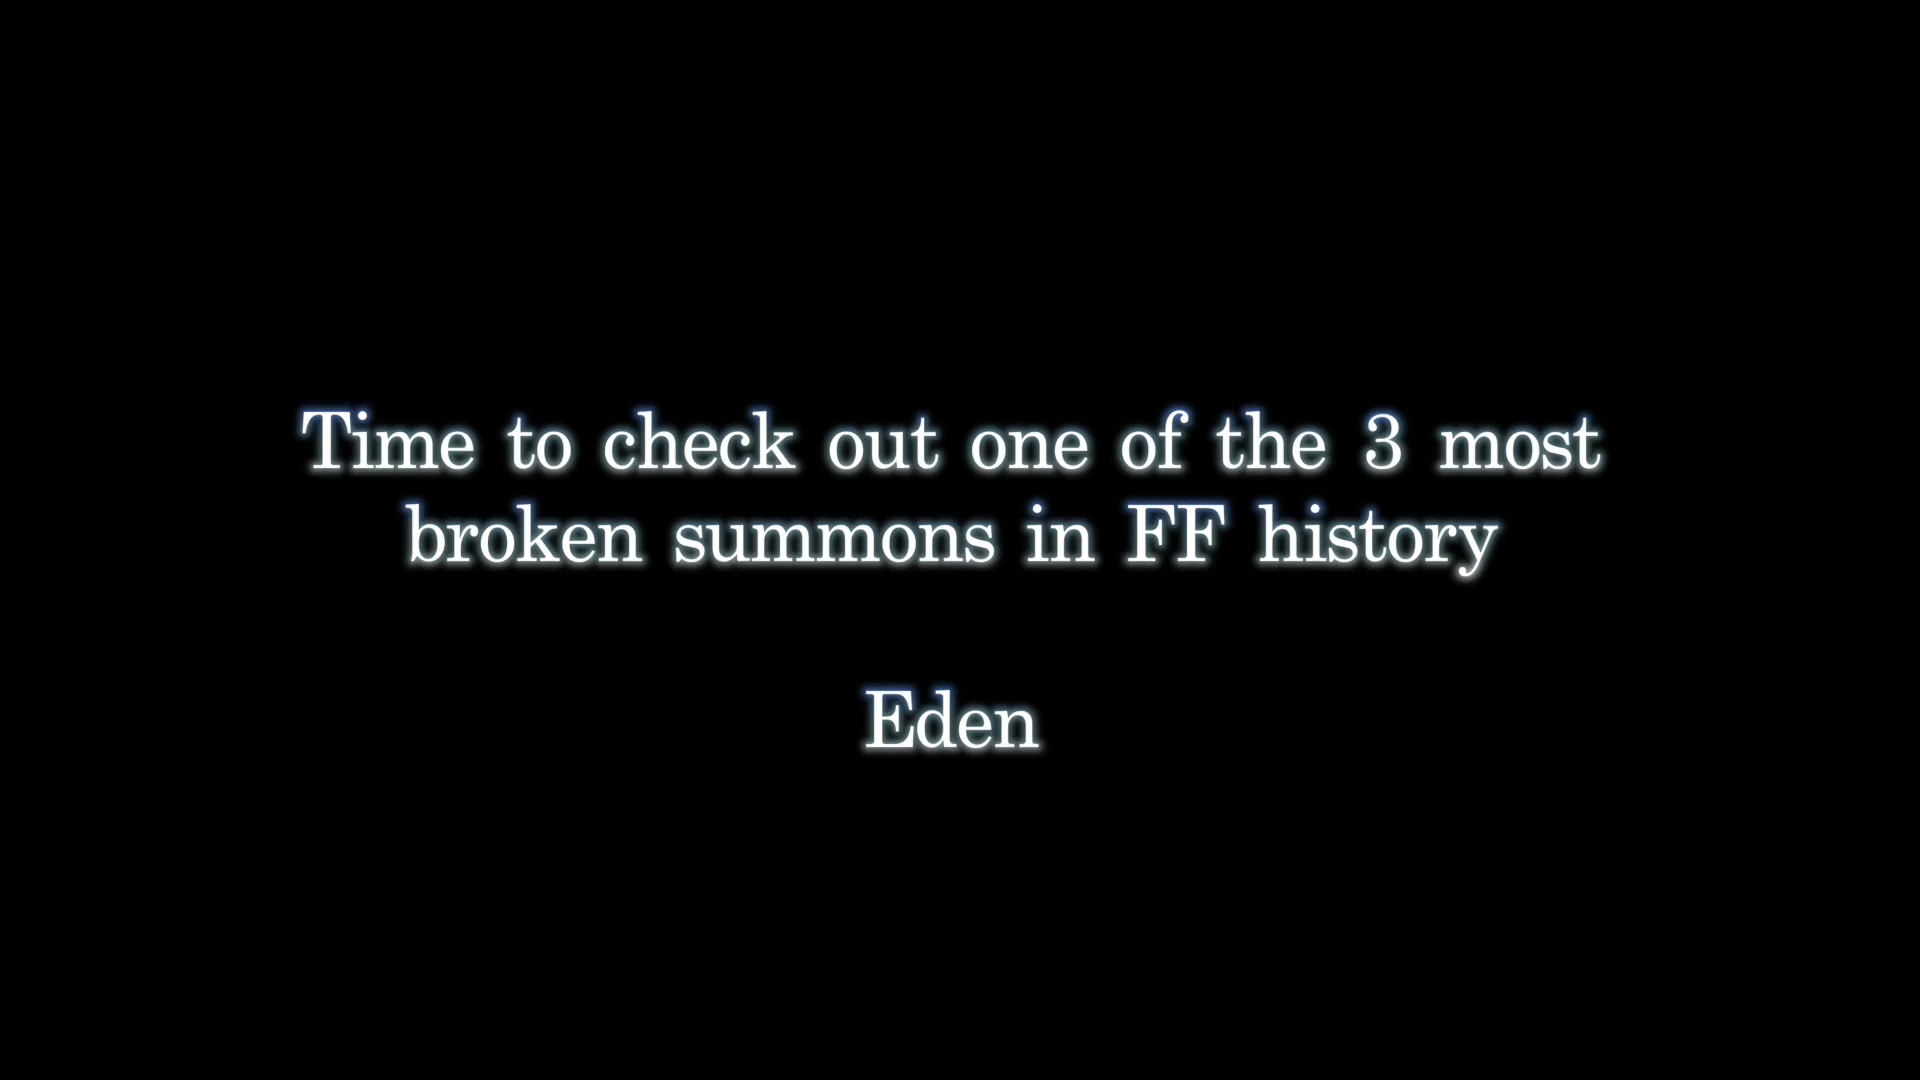 Time to check out one of the 3 most
broken summons in FF history
Eden